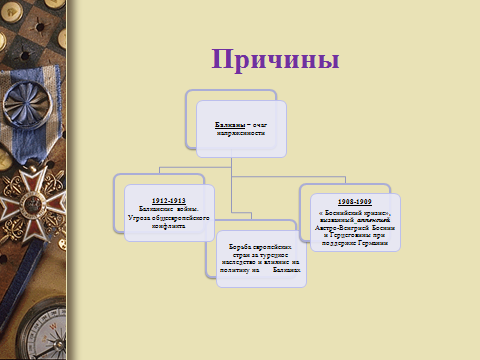 Причины
Балканы – очаг
напряженности
1912-1913
Балканские войны.
Угроза общеевропейского
конфликта
Борьба европейских
стран за турецкое
наследство и влияние на
политику на Балканах
1908-1909
« Боснийский кризис»,
вызванный аннексией
Австро-Венгрией Боснии
и Герцеговины при
поддержке Германии